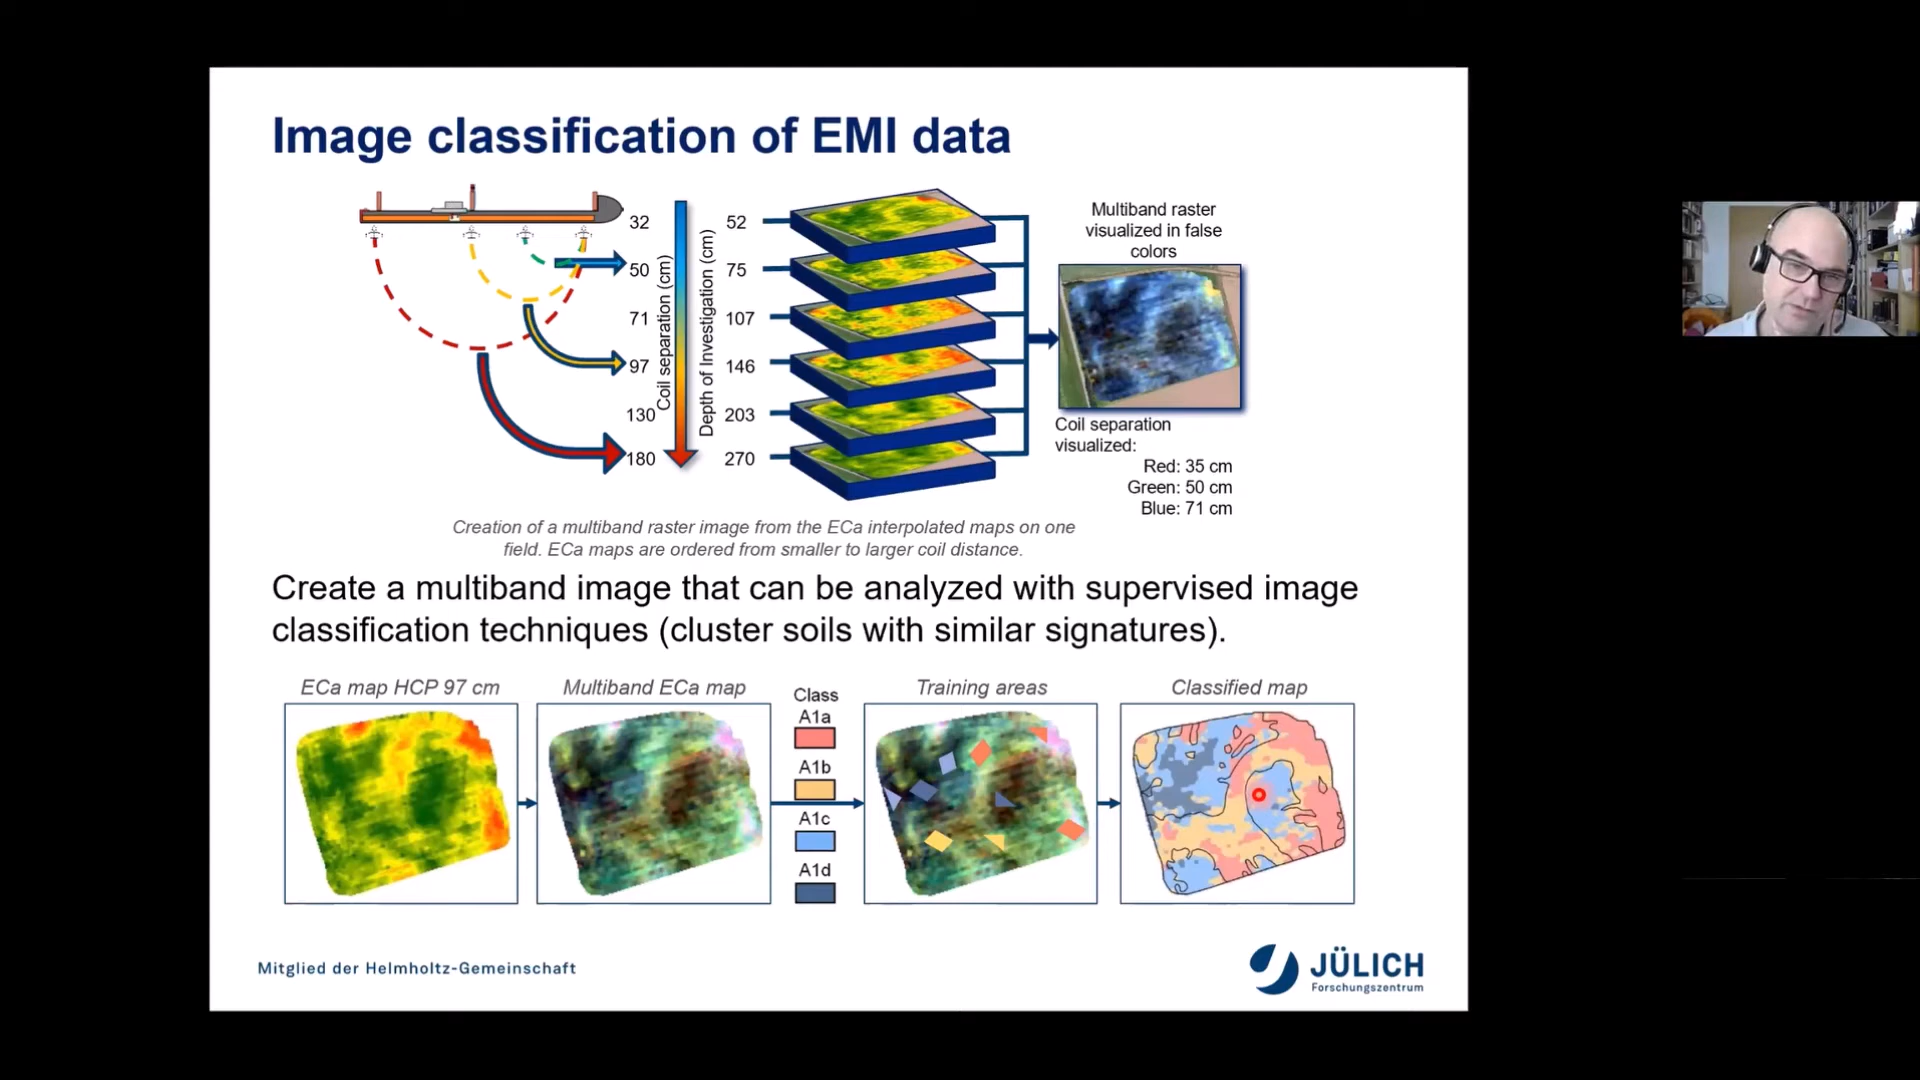 Image classification of EMI data
32
50
71
97
130
180
Coil separation (cm)
Depth of Investigation (cm)
52
75
107
146
203
270
Multiband raster
visualized in false
colors
Coil separation
visualized:
Red: 35 cm
Green: 50 cm
Blue: 71 cm
Creation of a multiband raster image from the ECa interpolated maps on one
field. ECa maps are ordered from smaller to larger coil distance.
Create a multiband image that can be analyzed with supervised image
classification techniques (cluster soils with similar signatures).
ECa map HCP 97 cm
Multiband ECa map
Class
A1a
A1b
A1c
A1d
Training areas
Classified map
Mitglied der Helmholtz-Gemeinschaft
JÜLICH
Forschungszentrum